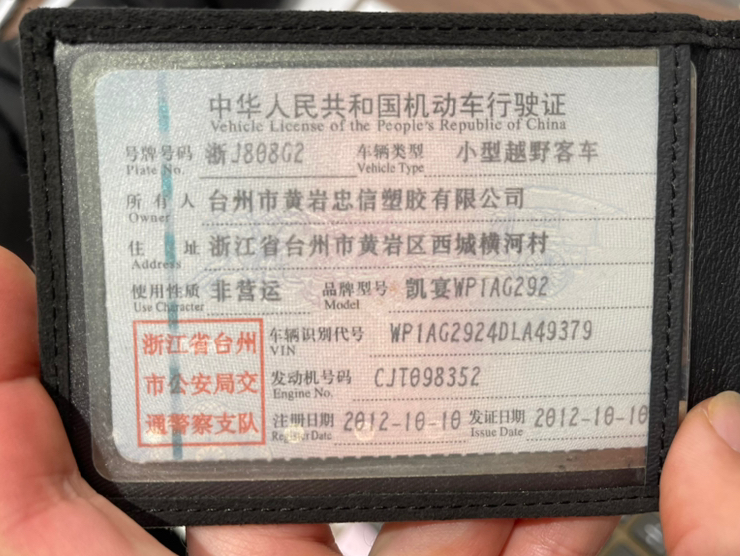 中华人民共和国机动车行驶证
Vehicle License of the People's Republic of China
号牌号码 浙J808G2 车辆类型 小型越野客车
Plate No. Vehicle Type
所有人 台州市黄岩忠信塑胶有限公司
Owner
住址 浙江省台州市黄岩区西城横河村
Address
使用性质 非营运 品牌型号 凯宴WP1AG292
Use Character Model
浙江省台州 车辆识别代号 WP1AG2924DLA49379
VIN
市公安局交 发动机号码 CJT098352
Engine No.
通警察支队 注册日期 2012-10-10 发证日期 2012-10-10
Register Date Issue Date